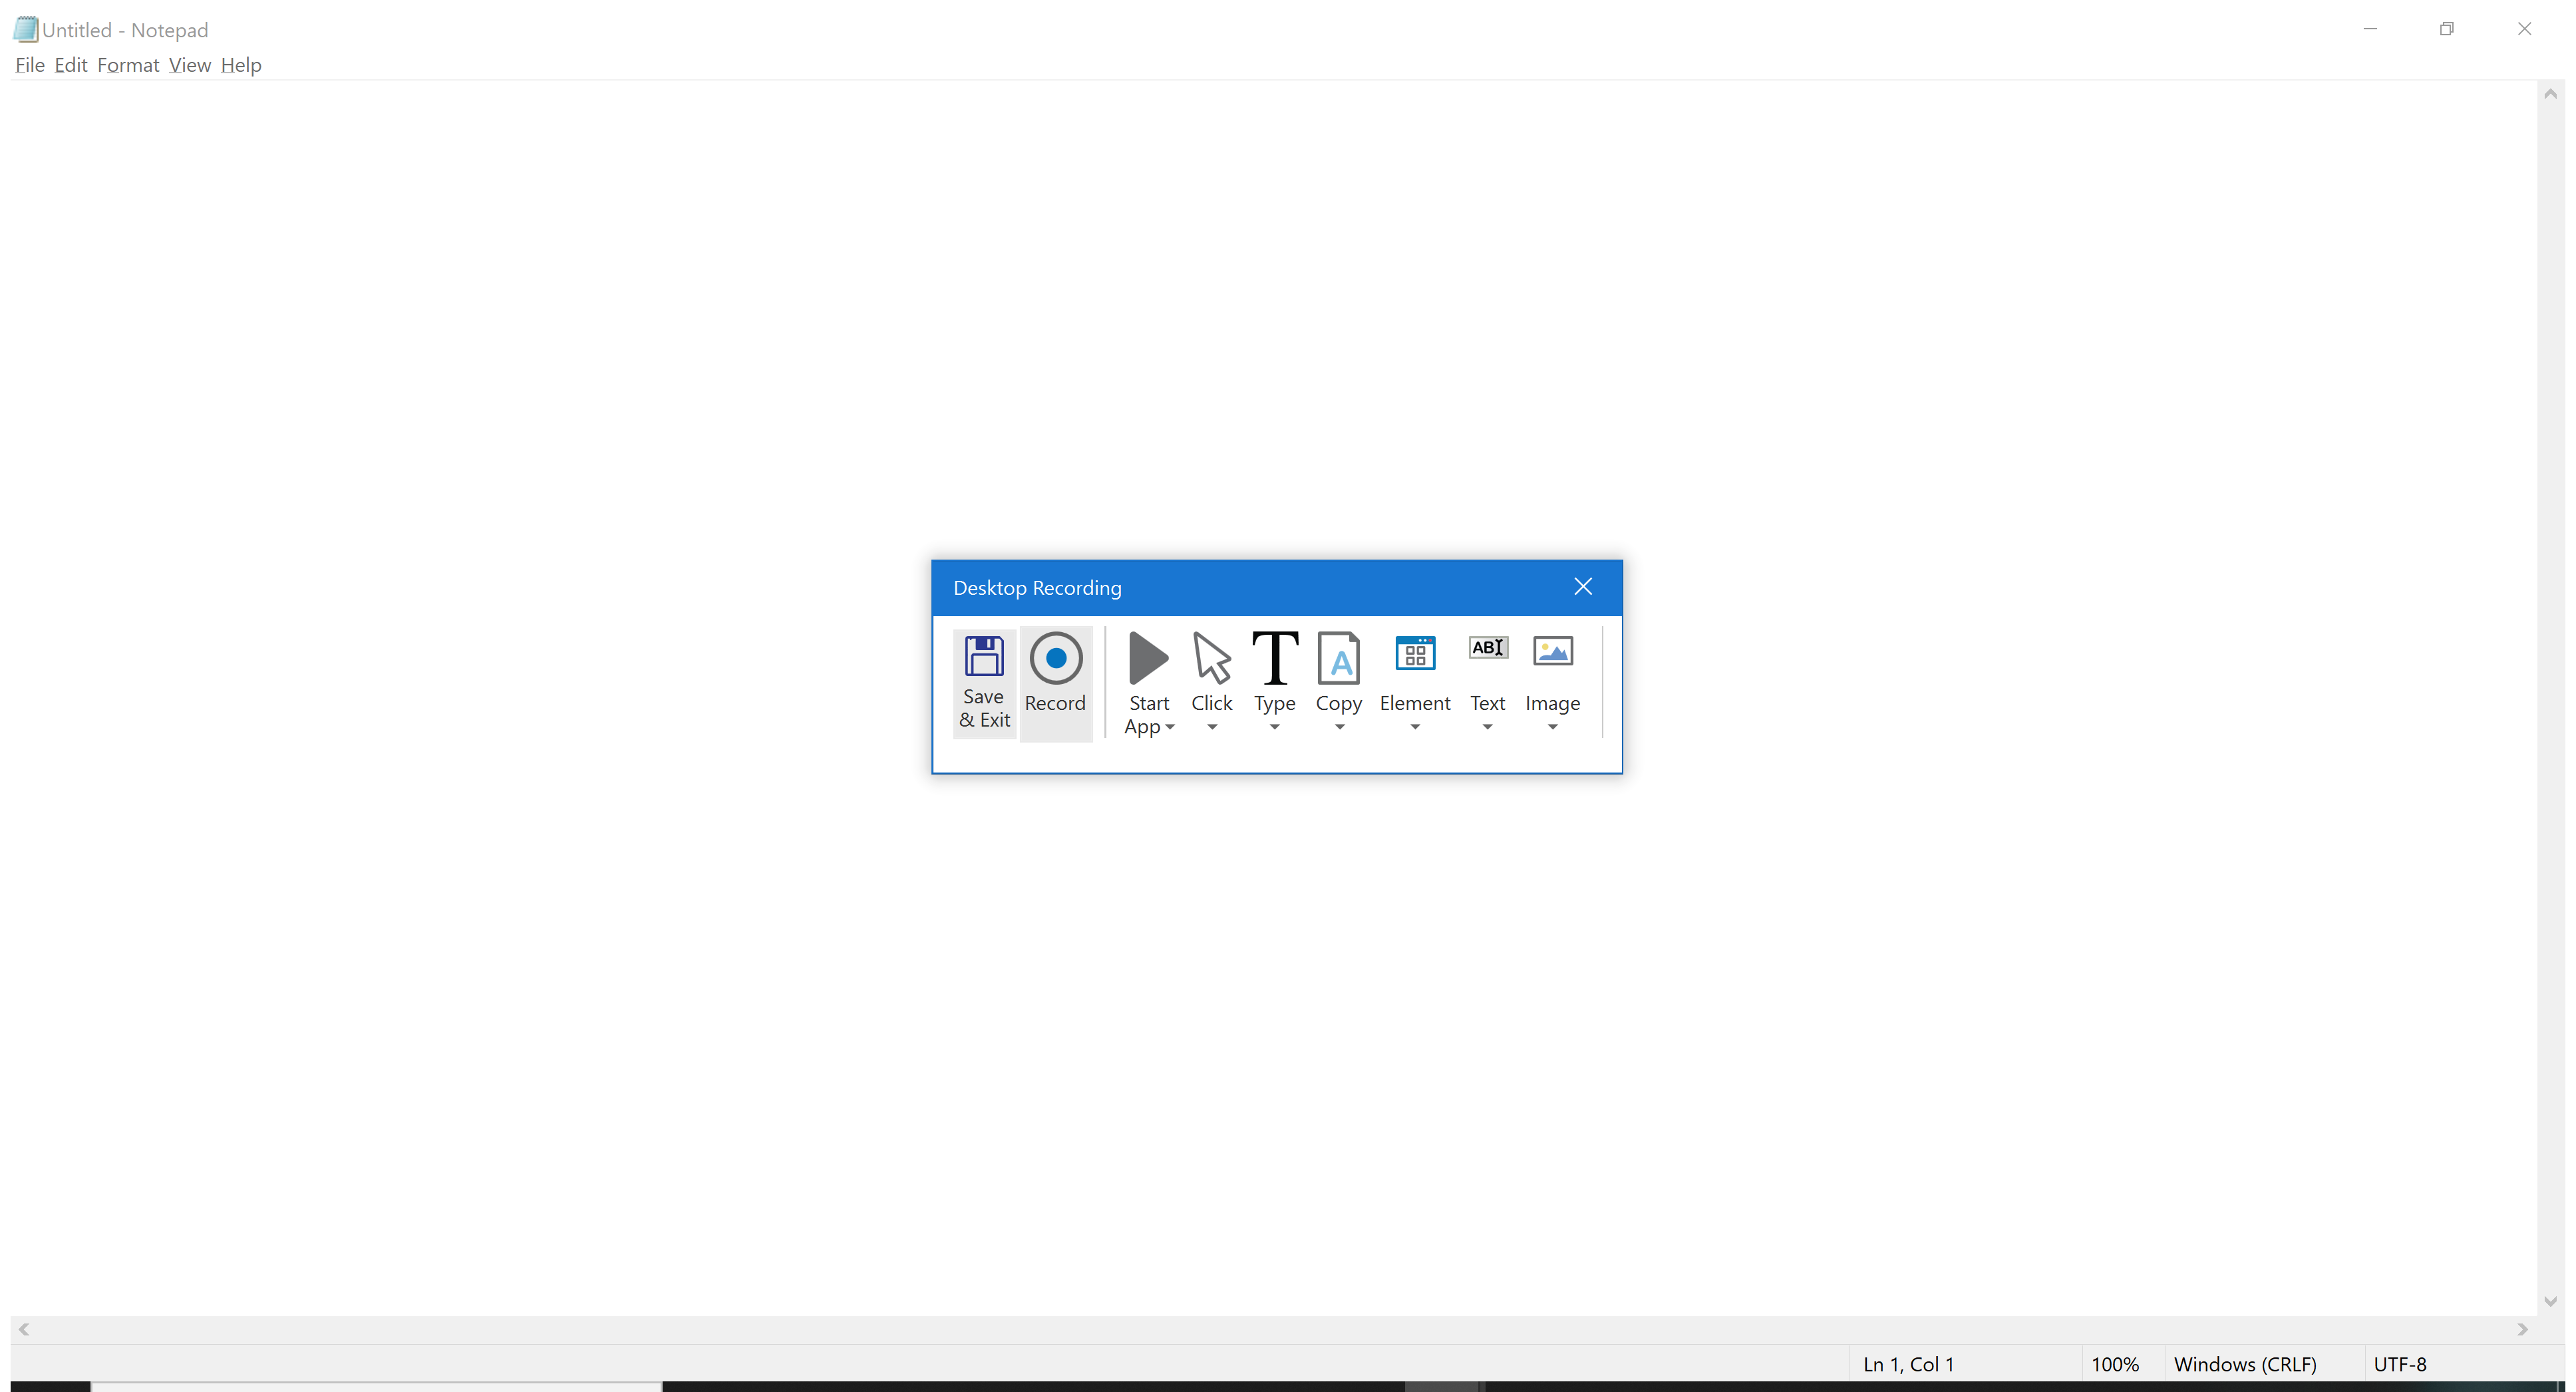 Untitled - Notepad
File Edit Format View Help
Desktop Recording
Save
& Exit
Record
Start
App
Click
Type
Copy
Element
ABI
Text
Image
Ln 1, Col 1
100%
Windows (CRLF)
UTF-8